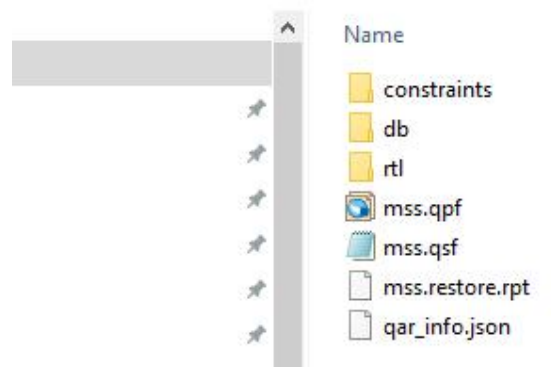 Name
constraints
db
rtl
mss.qpf
mss.qsf
mss.restore.rpt
qar_info.json